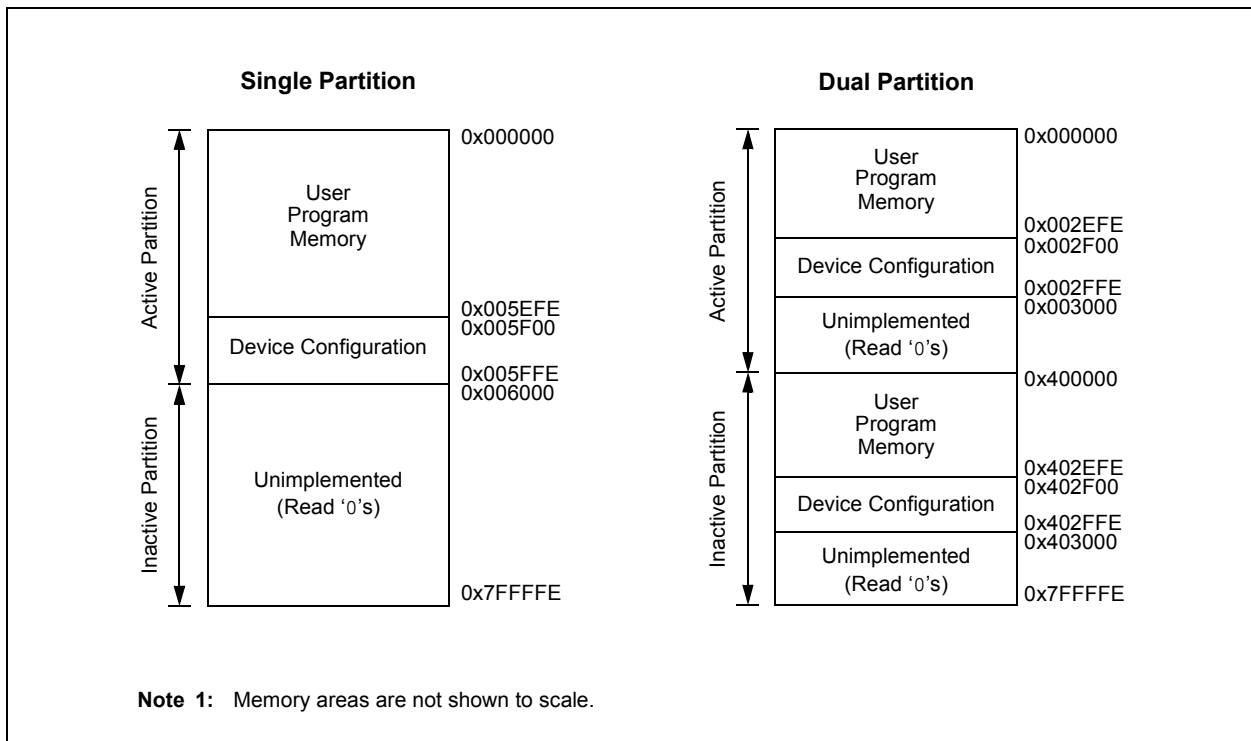 Single Partition
Active Partition
Inactive Partition
User
Program
Memory
Device Configuration
Unimplemented
(Read ‘0’s)
0x000000
0x005EFE
0x005F00
0x005FFE
0x006000
0x7FFFFE
Dual Partition
Active Partition
Inactive Partition
User
Program
Memory
Device Configuration
Unimplemented
(Read ‘0’s)
User
Program
Memory
Device Configuration
Unimplemented
(Read ‘0’s)
0x000000
0x002EFE
0x002F00
0x002FFE
0x003000
0x400000
0x402EFE
0x402F00
0x402FFE
0x403000
0x7FFFFE
Note 1: Memory areas are not shown to scale.